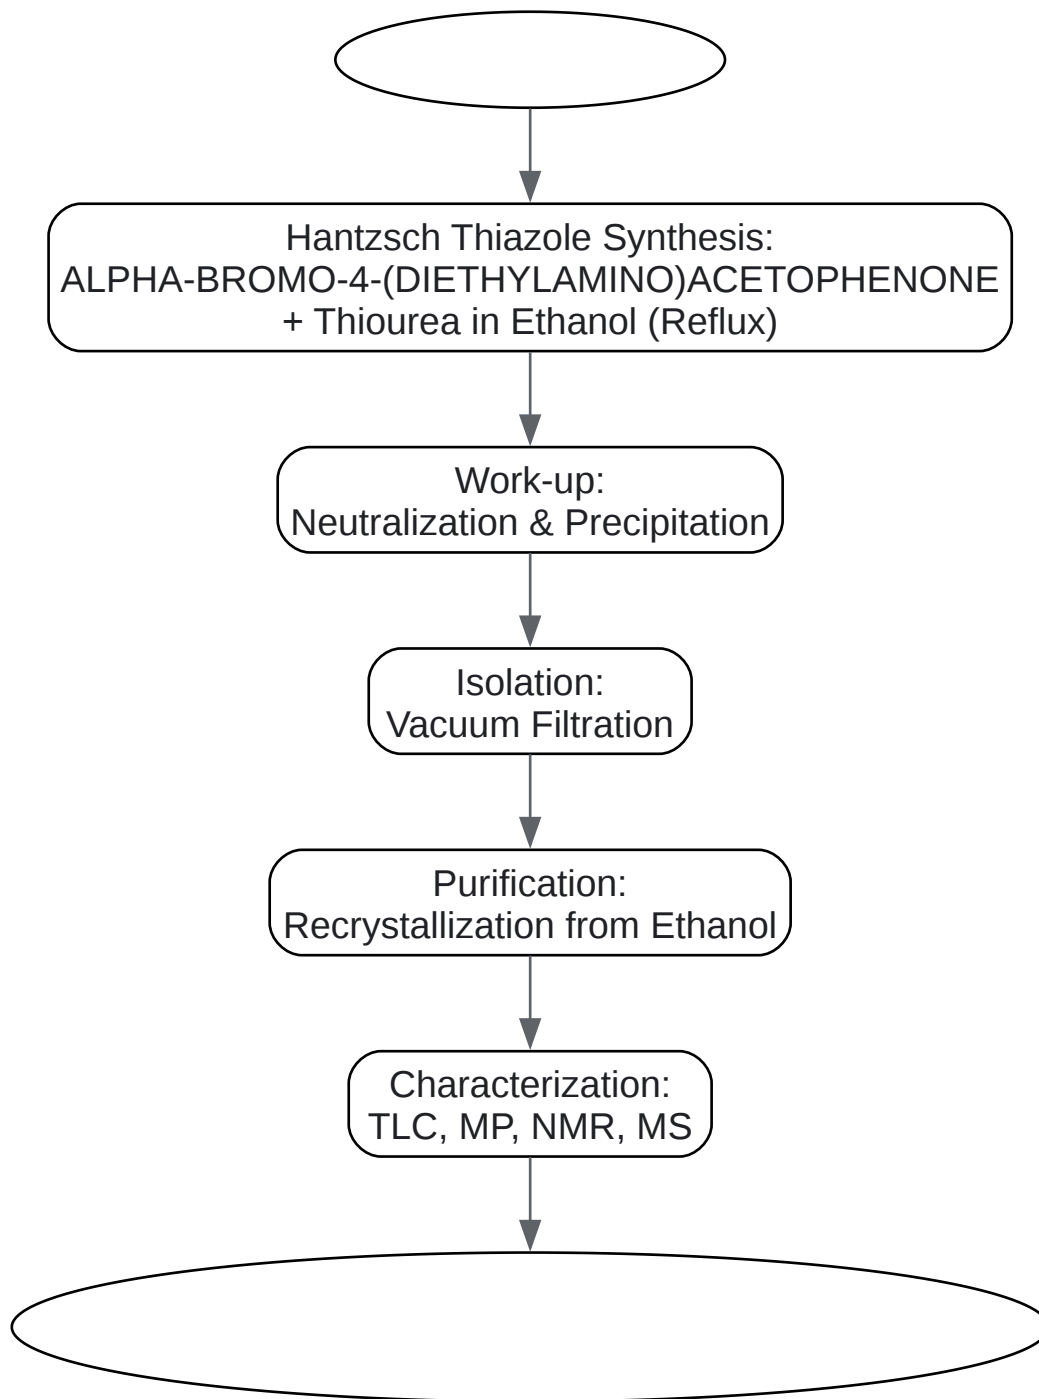 Hantzsch Thiazole Synthesis:
ALPHA-BROMO-4-(DIETHYLAMINO)ACETOPHENONE
+ Thiourea in Ethanol (Reflux)
Work-up:
Neutralization & Precipitation
Isolation:
Vacuum Filtration
Purification:
Recrystallization from Ethanol
Characterization:
TLC, MP, NMR, MS